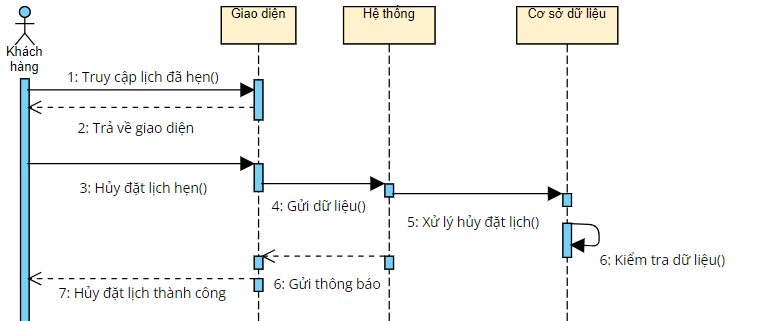 Giao diện
Hệ thống
Cơ sở dữ liệu
Khách
hàng
1: Truy cập lịch đã hẹn()
2: Trả về giao diện
3: Hủy đặt lịch hẹn()
4: Gửi dữ liệu()
5: Xử lý hủy đặt lịch()
6: Kiểm tra dữ liệu()
6: Gửi thông báo
7: Hủy đặt lịch thành công